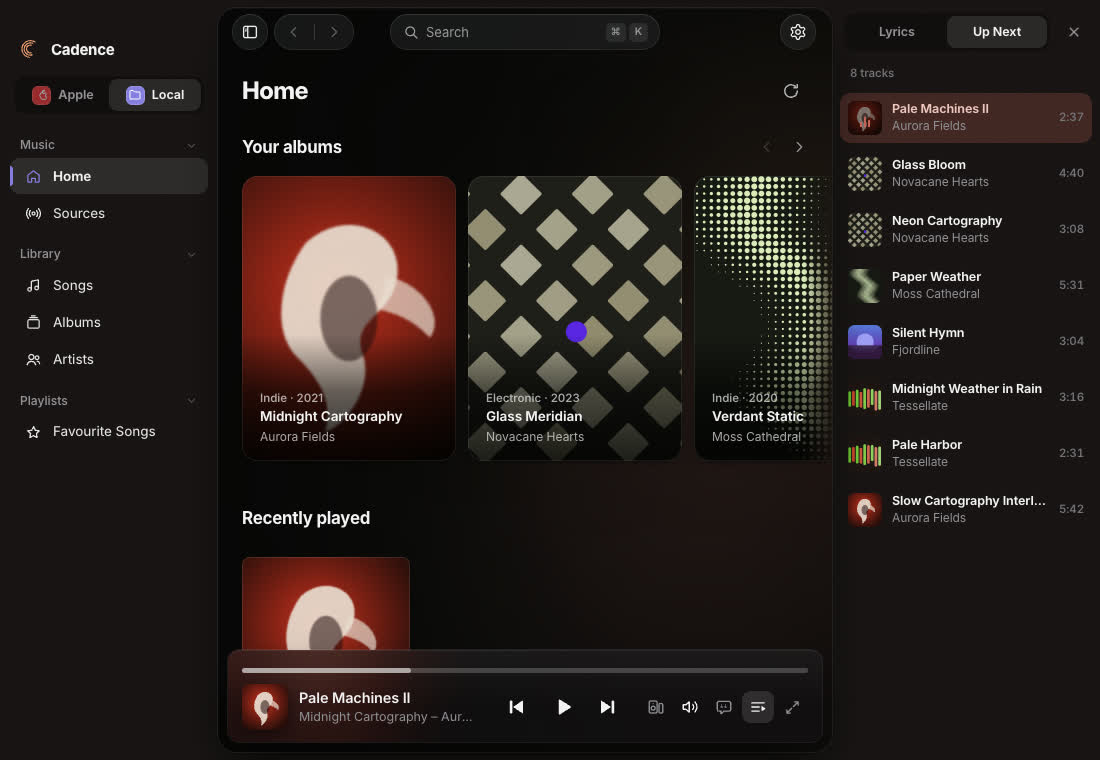 Cadence
Apple
Local
Music
Home
Sources
Library
Songs
Albums
Artists
Playlists
Favourite Songs
Search
⌘ K
Home
Your albums
Indie · 2021
Midnight Cartography
Aurora Fields
Electronic · 2023
Glass Meridian
Novacane Hearts
Indie · 2020
Verdant Static
Moss Cathedral
Recently played
Pale Machines II
Midnight Cartography – Aur...
Lyrics
Up Next
8 tracks
Pale Machines II
Aurora Fields
2:37
Glass Bloom
Novacane Hearts
4:40
Neon Cartography
Novacane Hearts
3:08
Paper Weather
Moss Cathedral
5:31
Silent Hymn
Fjordline
3:04
Midnight Weather in Rain
Tessellate
3:16
Pale Harbor
Tessellate
2:31
Slow Cartography Interl...
Aurora Fields
5:42